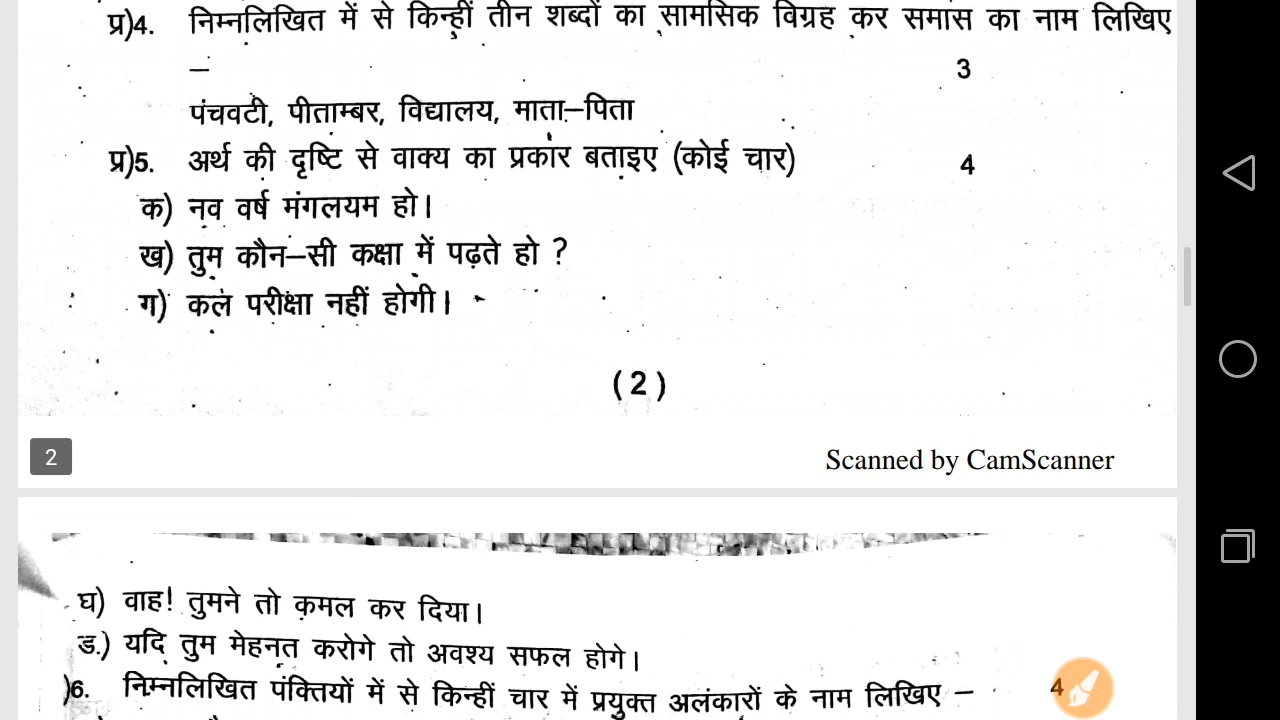 प्र)4. निम्नलिखित में से किन्हीं तीन शब्दों का सामसिक विग्रह कर समास का नाम लिखिए
– 3
पंचवटी, पीताम्बर, विद्यालय, माता–पिता
प्र)5. अर्थ की दृष्टि से वाक्य का प्रकार बताइए (कोई चार) 4
क) नव वर्ष मंगलयम हो।
ख) तुम कौन–सी कक्षा में पढ़ते हो ?
ग) कल परीक्षा नहीं होगी।
(2)
2
Scanned by CamScanner
घ) वाह! तुमने तो कमल कर दिया।
ड.) यदि तुम मेहनत करोगे तो अवश्य सफल होगे।
)6. निम्नलिखित पंक्तियों में से किन्हीं चार में प्रयुक्त अलंकारों के नाम लिखिए – 4